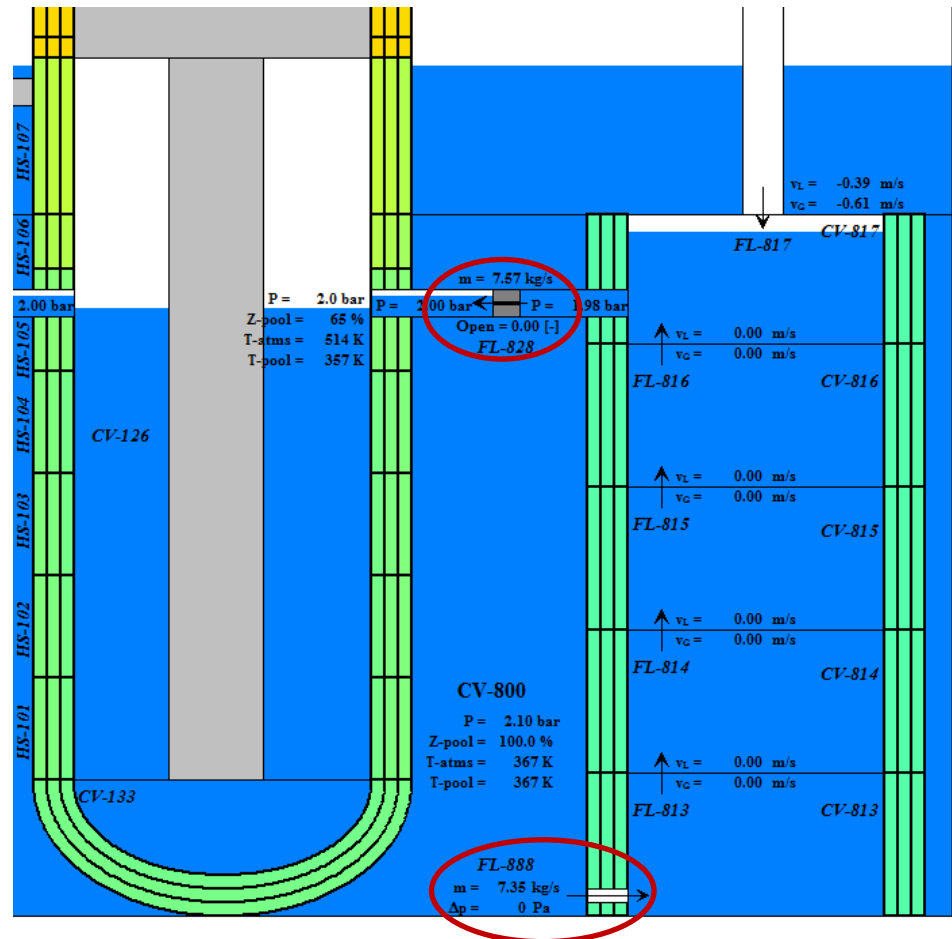 HS-107
HS-106
HS-105
HS-104
HS-103
HS-102
HS-101
2.00 bar
CV-126
CV-133
P = 2.0 bar
Z-pool = 65 %
T-atms = 514 K
T-pool = 357 K
m = 7.57 kg/s
P = 2.00 bar
P = 1.98 bar
Open = 0.00 [-]
FL-828
CV-800
P = 2.10 bar
Z-pool = 100.0 %
T-atms = 367 K
T-pool = 367 K
FL-888
m = 7.35 kg/s
Δp = 0 Pa
vL = -0.39 m/s
vG = -0.61 m/s
FL-817
CV-817
vL = 0.00 m/s
vG = 0.00 m/s
FL-816
CV-816
vL = 0.00 m/s
vG = 0.00 m/s
FL-815
CV-815
vL = 0.00 m/s
vG = 0.00 m/s
FL-814
CV-814
vL = 0.00 m/s
vG = 0.00 m/s
FL-813
CV-813